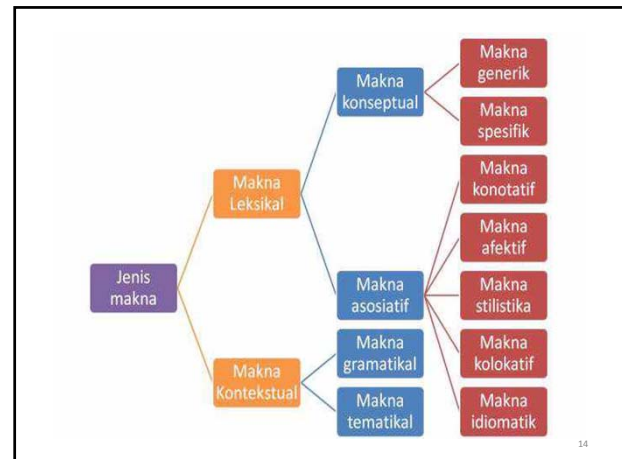 Makna
generik
Makna
konseptual
Makna
spesifik
Makna
Leksikal
Makna
konotatif
Makna
afektif
Jenis
makna
Makna
asosiatif
Makna
stilistika
Makna
Kontekstual
Makna
gramatikal
Makna
kolokatif
Makna
tematikal
Makna
idiomatik
14